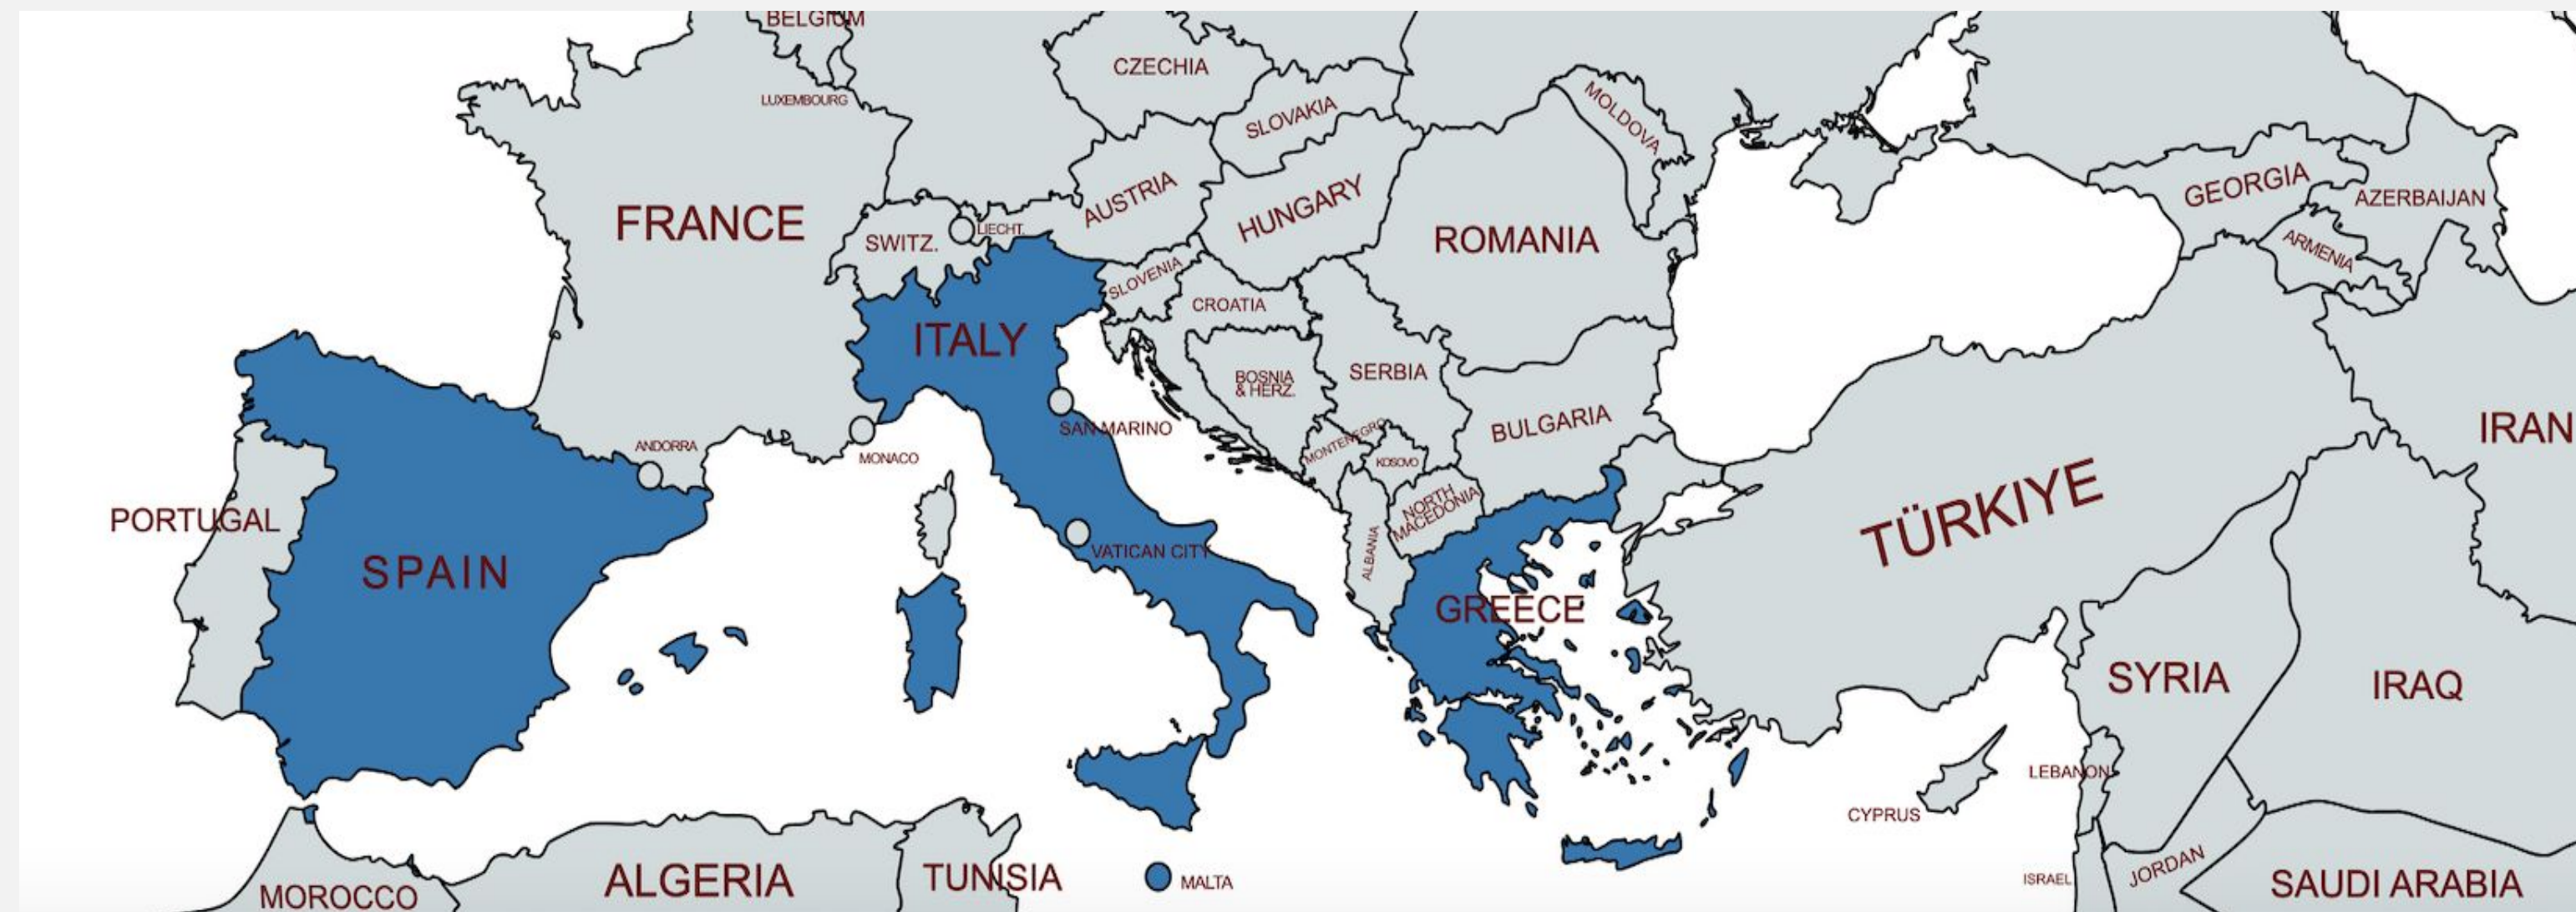 BELGIUM
CZECHIA
LUXEMBOURG
SLOVAKIA
MOLDOVA
FRANCE
AUSTRIA
HUNGARY
GEORGIA
AZERBAIJAN
SWITZ.
LIECHT.
ROMANIA
ARMENIA
SLOVENIA
CROATIA
ITALY
BOSNIA
& HERZ.
SERBIA
BULGARIA
IRAN
SAN MARINO
MONTENEGRO
ANDORRA
MONACO
KOSOVO
PORTUGAL
NORTH
MACEDONIA
TÜRKIYE
VATICAN CITY
ALBANIA
SPAIN
GREECE
SYRIA
IRAQ
LEBANON
CYPRUS
MOROCCO
ALGERIA
TUNISIA
MALTA
ISRAEL
JORDAN
SAUDI ARABIA